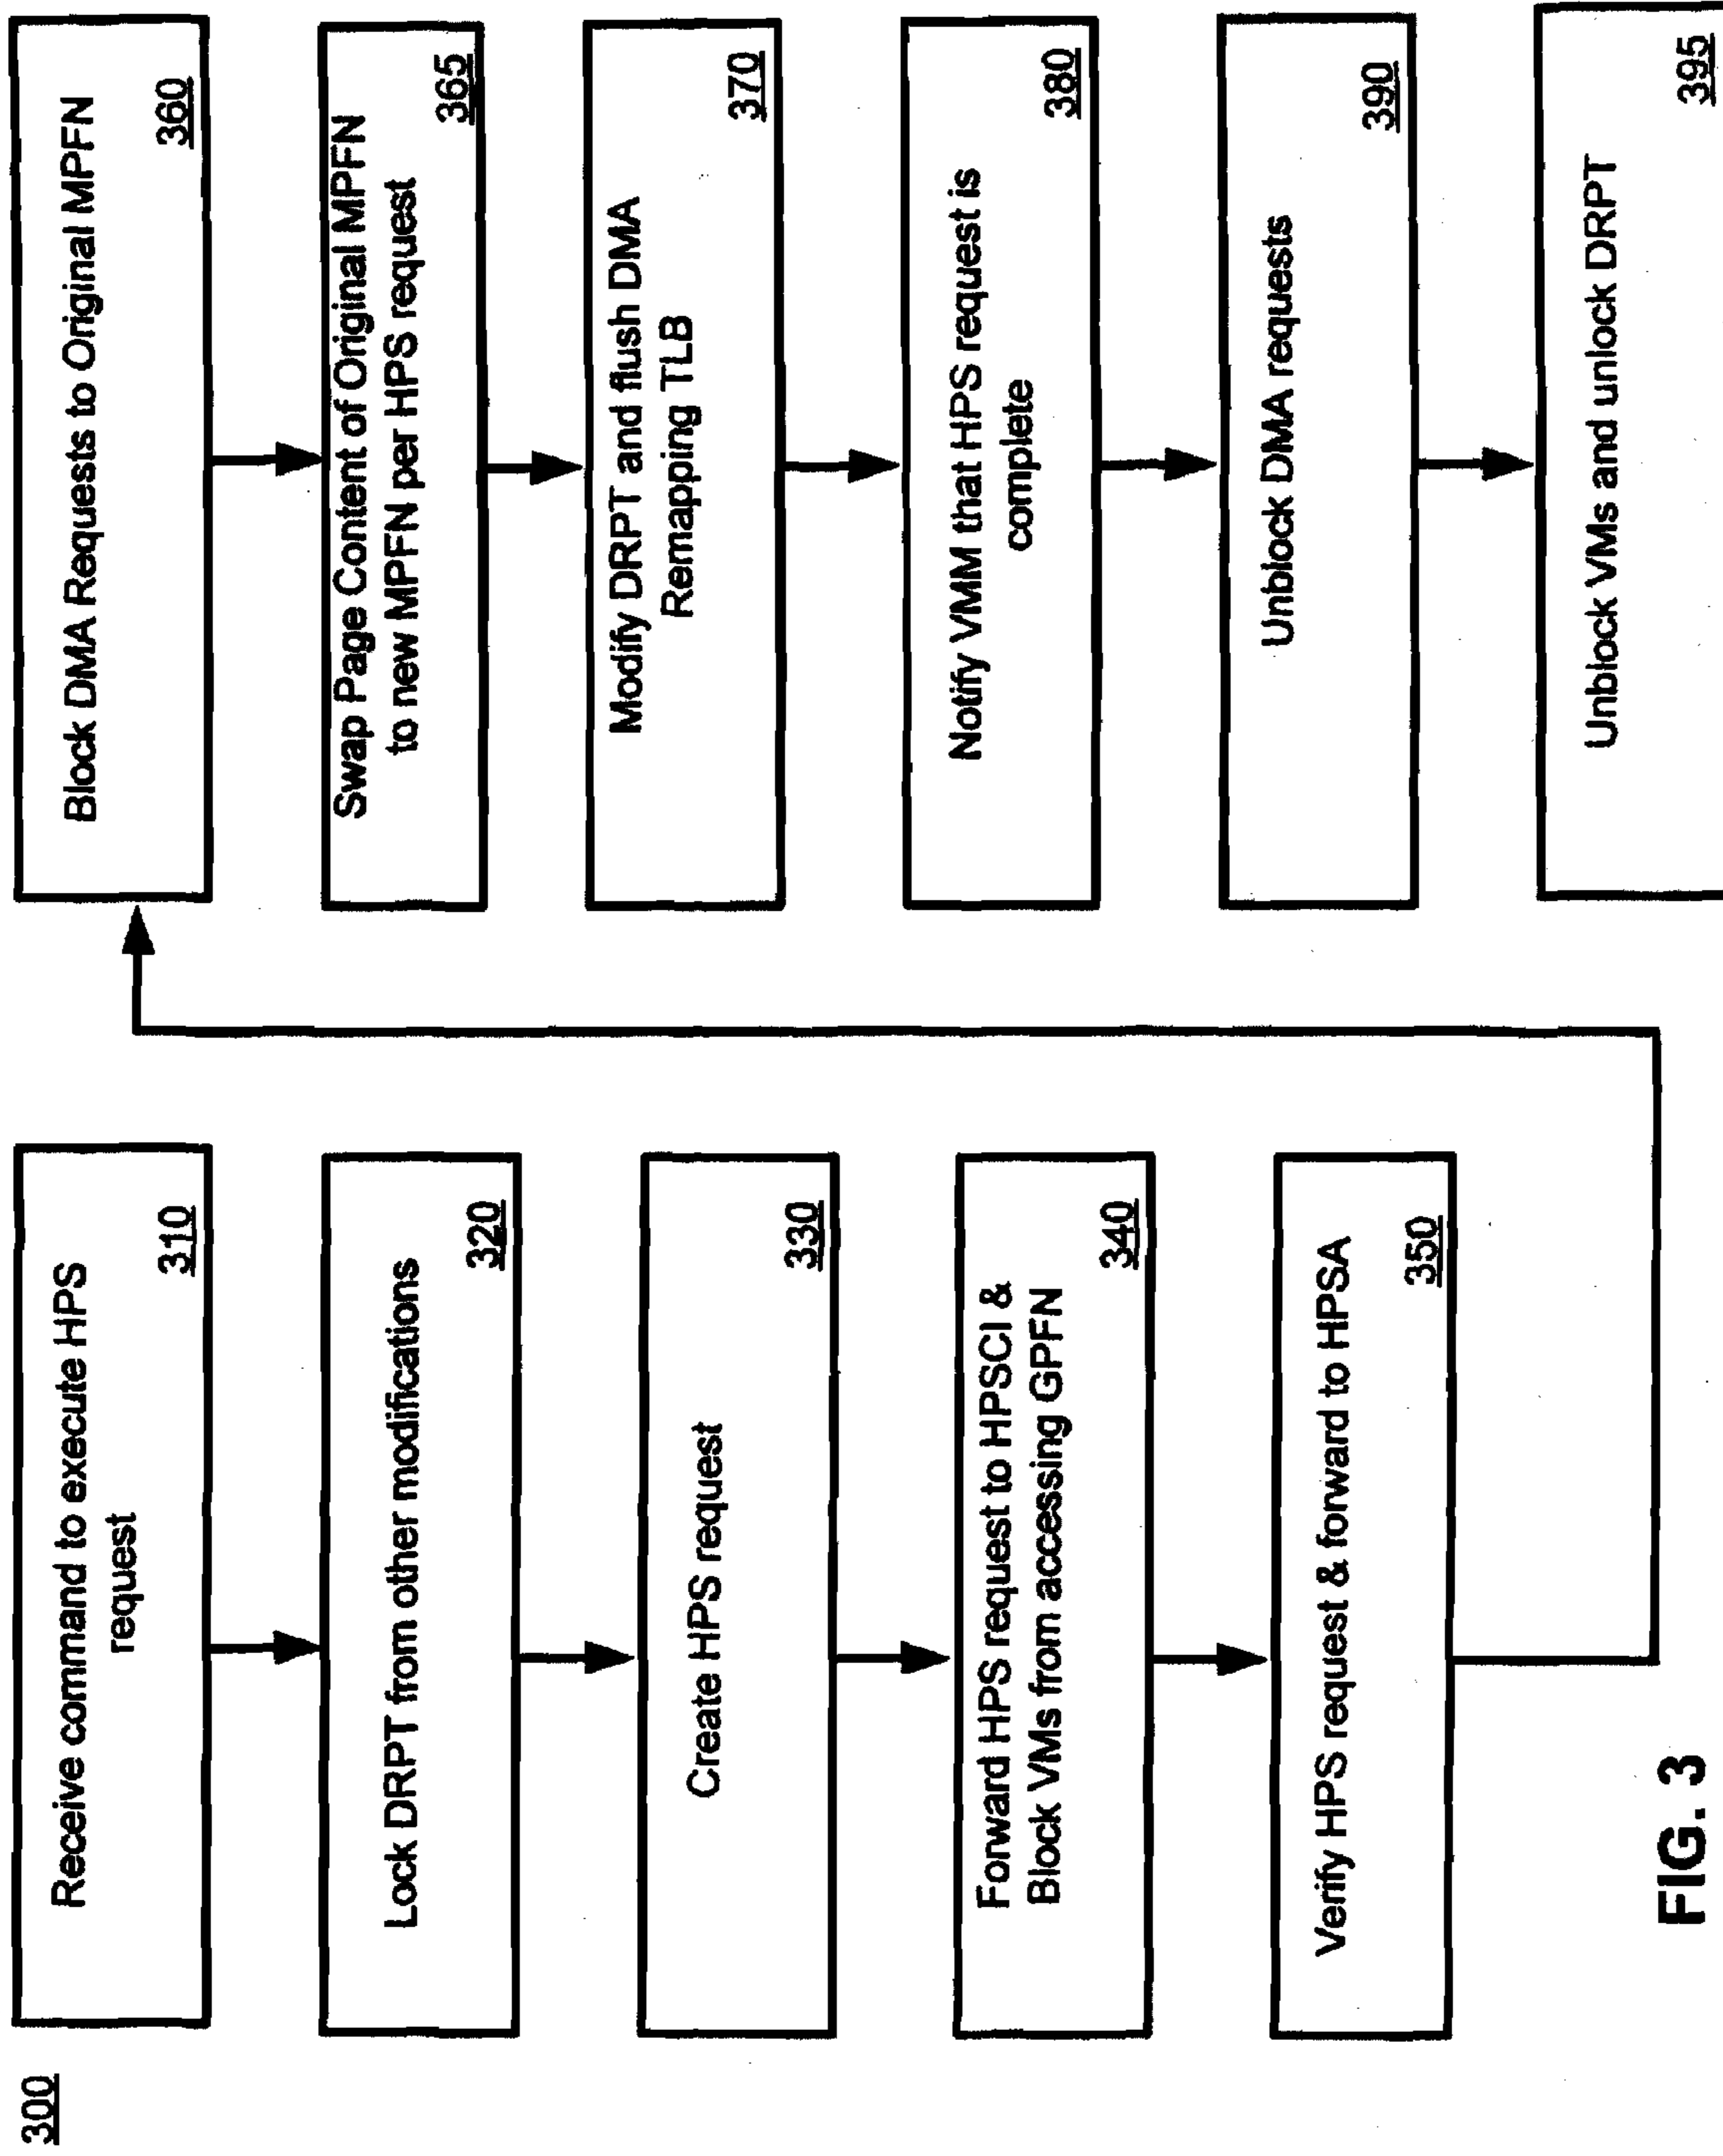 300
Receive command to execute HPS
request
310
Lock DRPT from other modifications
320
Create HPS request
330
Forward HPS request to HPSCI &
Block VMs from accessing GPFN
340
Verify HPS request & forward to HPSA
350
Block DMA Requests to Original MPFN
360
Swap Page Content of Original MPFN
to new MPFN per HPS request
365
Modify DRPT and flush DMA
Remapping TLB
370
Notify VMM that HPS request is
complete
380
Unblock DMA requests
390
Unblock VMs and unlock DRPT
395
FIG. 3